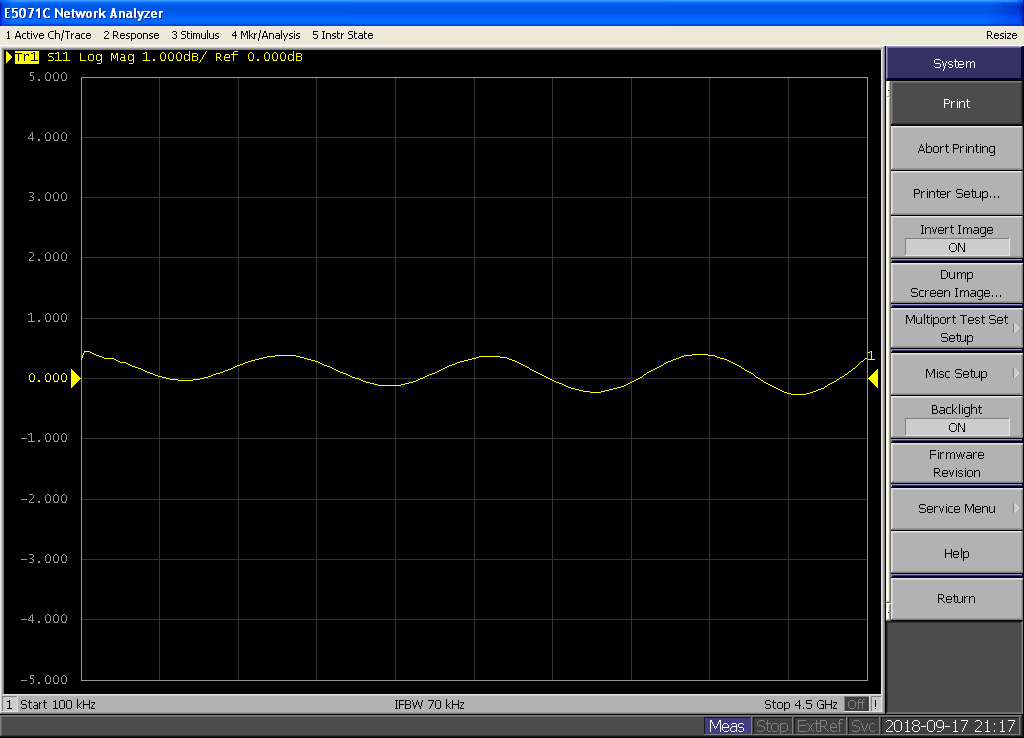 E5071C Network Analyzer
1 Active Ch/Trace 2 Response 3 Stimulus 4 Mkr/Analysis 5 Instr State Resize
Tr1 S11 Log Mag 1.000dB/ Ref 0.000dB
5.000
4.000
3.000
2.000
1.000
0.000
-1.000
-2.000
-3.000
-4.000
-5.000
1
1 Start 100 kHz IFBW 70 kHz Stop 4.5 GHz Off !
System
Print
Abort Printing
Printer Setup...
Invert Image
ON
Dump
Screen Image...
Multiport Test Set
Setup
Misc Setup
Backlight
ON
Firmware
Revision
Service Menu
Help
Return
Meas Stop ExtRef Svc 2018-09-17 21:17